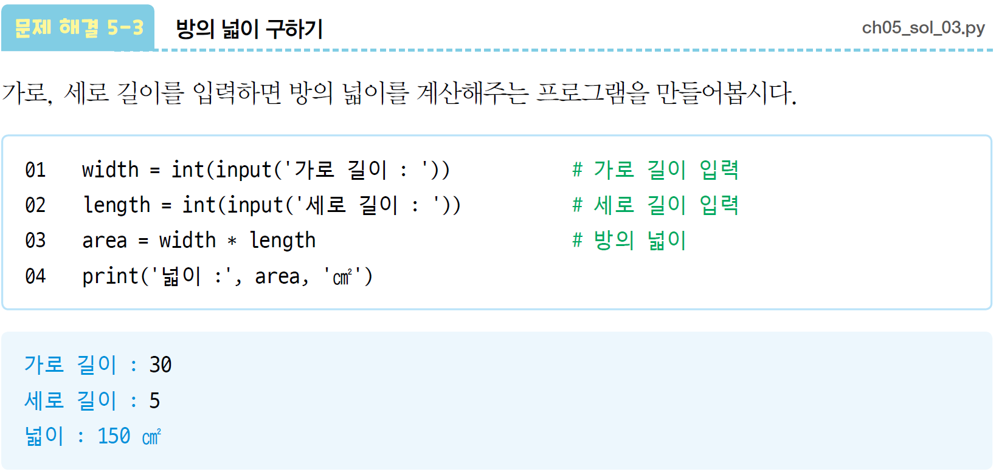 문제 해결 5-3 방의 넓이 구하기 ch05_sol_03.py
가로, 세로 길이를 입력하면 방의 넓이를 계산해주는 프로그램을 만들어봅시다.
01 width = int(input('가로 길이 : ')) # 가로 길이 입력
02 length = int(input('세로 길이 : ')) # 세로 길이 입력
03 area = width * length # 방의 넓이
04 print('넓이 :', area, '㎠')
가로 길이 : 30
세로 길이 : 5
넓이 : 150 ㎠